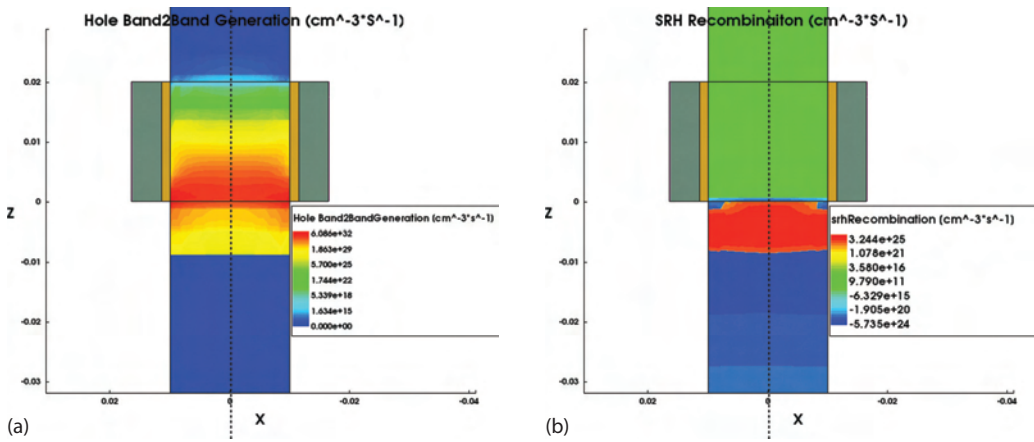 Hole Band2Band Generation (cm^-3*S^-1)
0.02
0.01
Z
0
-0.01
-0.02
-0.03
Hole Band2BandGeneration (cm^-3*s^-1)
6.086e+32
1.863e+29
5.700e+25
1.744e+22
5.339e+18
1.634e+15
0.000e+00
0.02
0
-0.02
-0.04
X
(a)
SRH Recombinaiton (cm^-3*S^-1)
0.02
0.01
Z
0
-0.01
-0.02
-0.03
srhRecombination (cm^-3*s^-1)
3.244e+25
1.078e+21
3.580e+16
9.790e+11
-6.329e+15
-1.905e+20
-5.735e+24
0.02
0
-0.02
-0.04
X
(b)